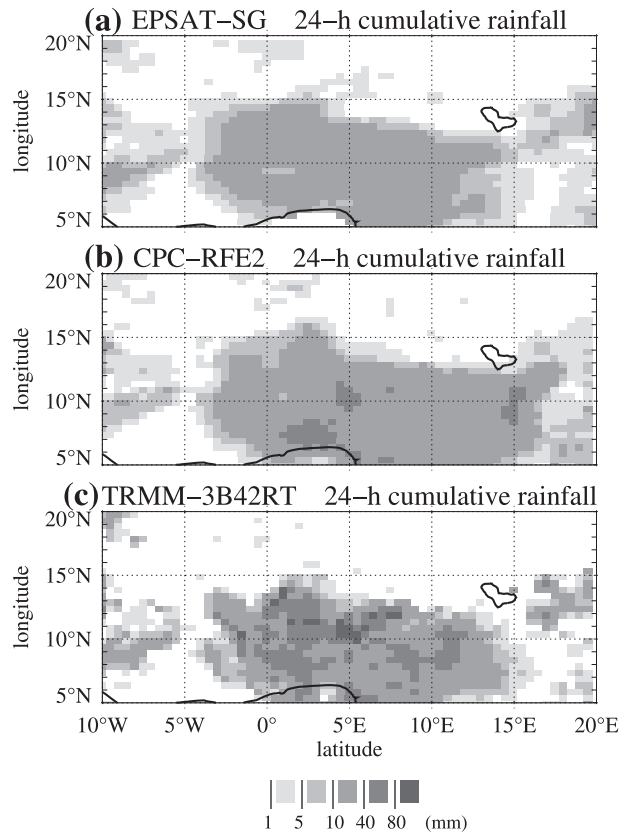 (a) EPSAT−SG 24−h cumulative rainfall
20°N
15°N
10°N
5°N
longitude
(b) CPC−RFE2 24−h cumulative rainfall
20°N
15°N
10°N
5°N
longitude
(c) TRMM−3B42RT 24−h cumulative rainfall
20°N
15°N
10°N
5°N
longitude
10°W 5°W 0° 5°E 10°E 15°E 20°E
latitude
1 5 10 40 80 (mm)